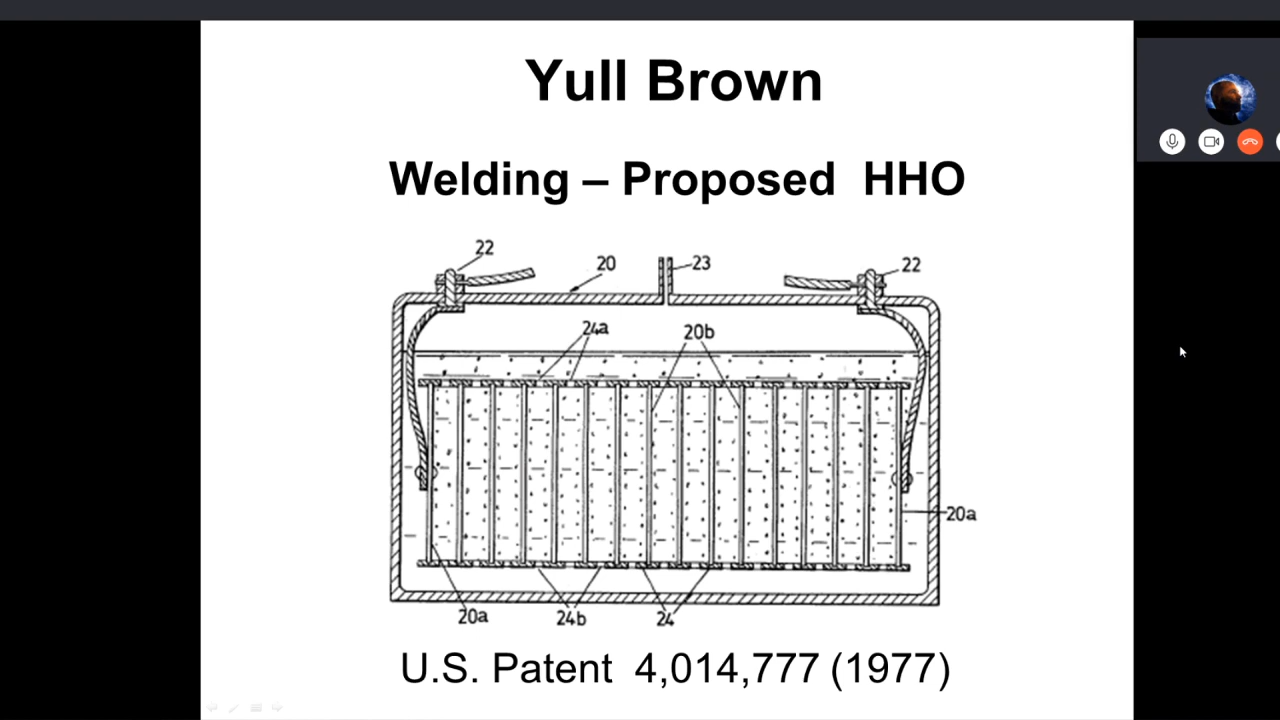 Yull Brown
Welding – Proposed HHO
22
20
23
22
24a
20b
20a
20a
24b
24
U.S. Patent 4,014,777 (1977)